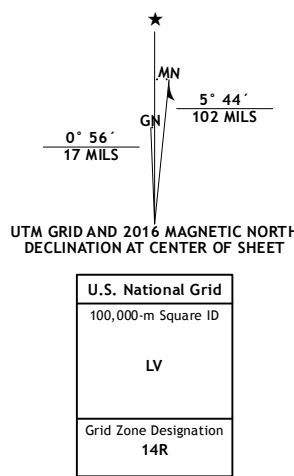 ★
MN
5° 44´
102 MILS
GN
0° 56´
17 MILS
UTM GRID AND 2016 MAGNETIC NORTH
DECLINATION AT CENTER OF SHEET
U.S. National Grid
100,000-m Square ID
LV
Grid Zone Designation
14R